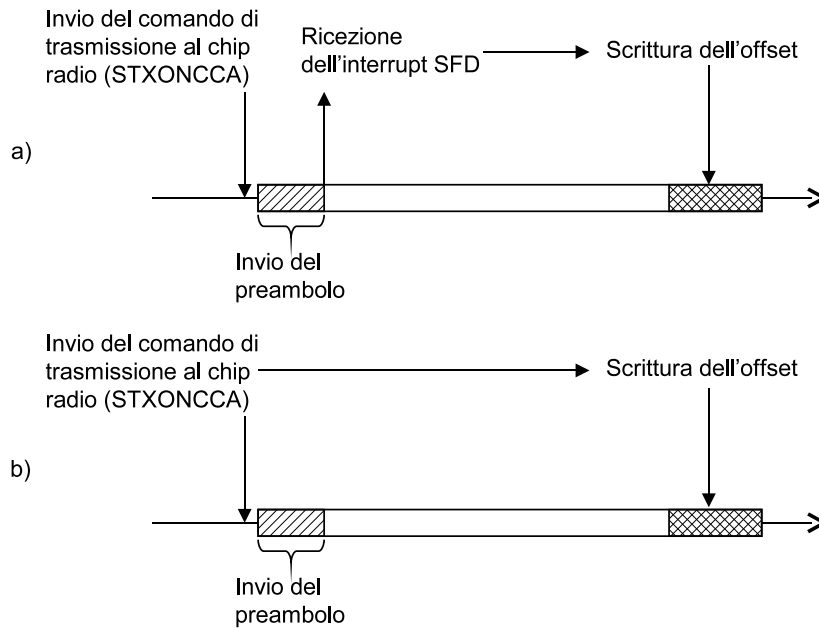 Invio del comando di
trasmissione al chip
radio (STXONCCA)
Ricezione
dell'interrupt SFD
Scrittura dell'offset
a)
Invio del
preambolo
Invio del comando di
trasmissione al chip
radio (STXONCCA)
Scrittura dell'offset
b)
Invio del
preambolo